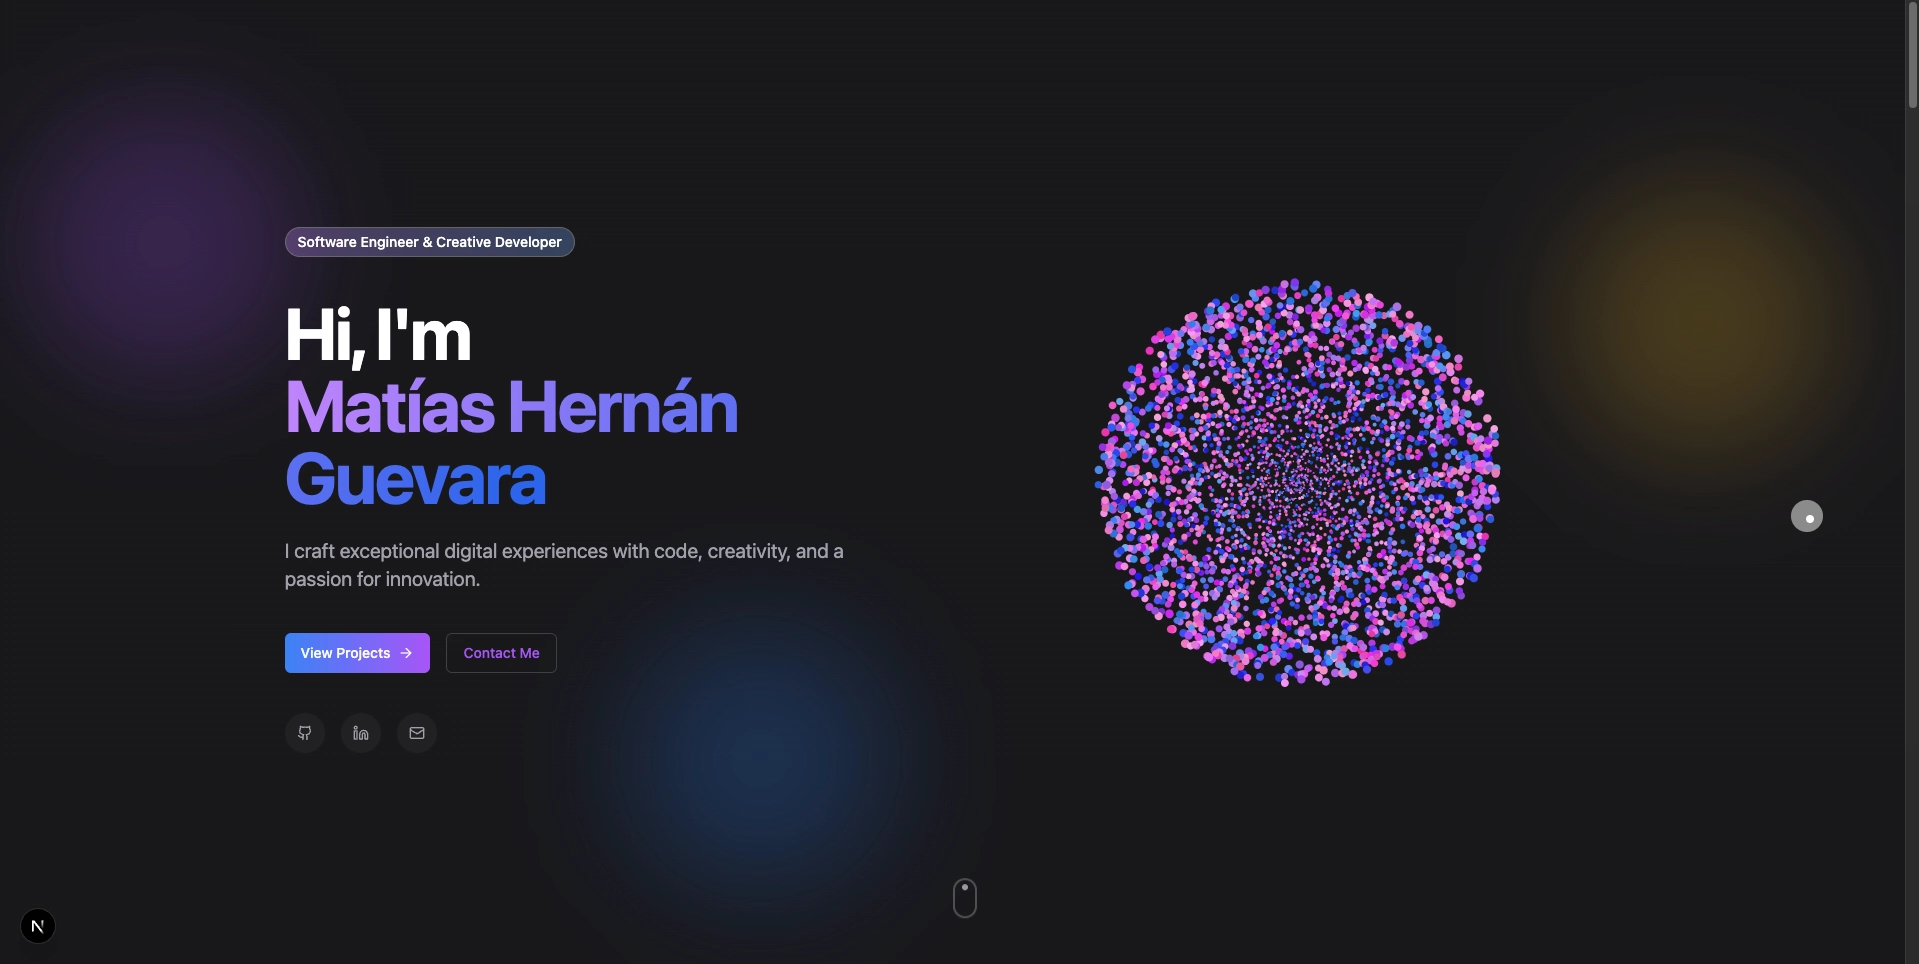 Software Engineer & Creative Developer
Hi, I'm
Matías Hernán
Guevara
I craft exceptional digital experiences with code, creativity, and a
passion for innovation.
View Projects →
Contact Me
in
N